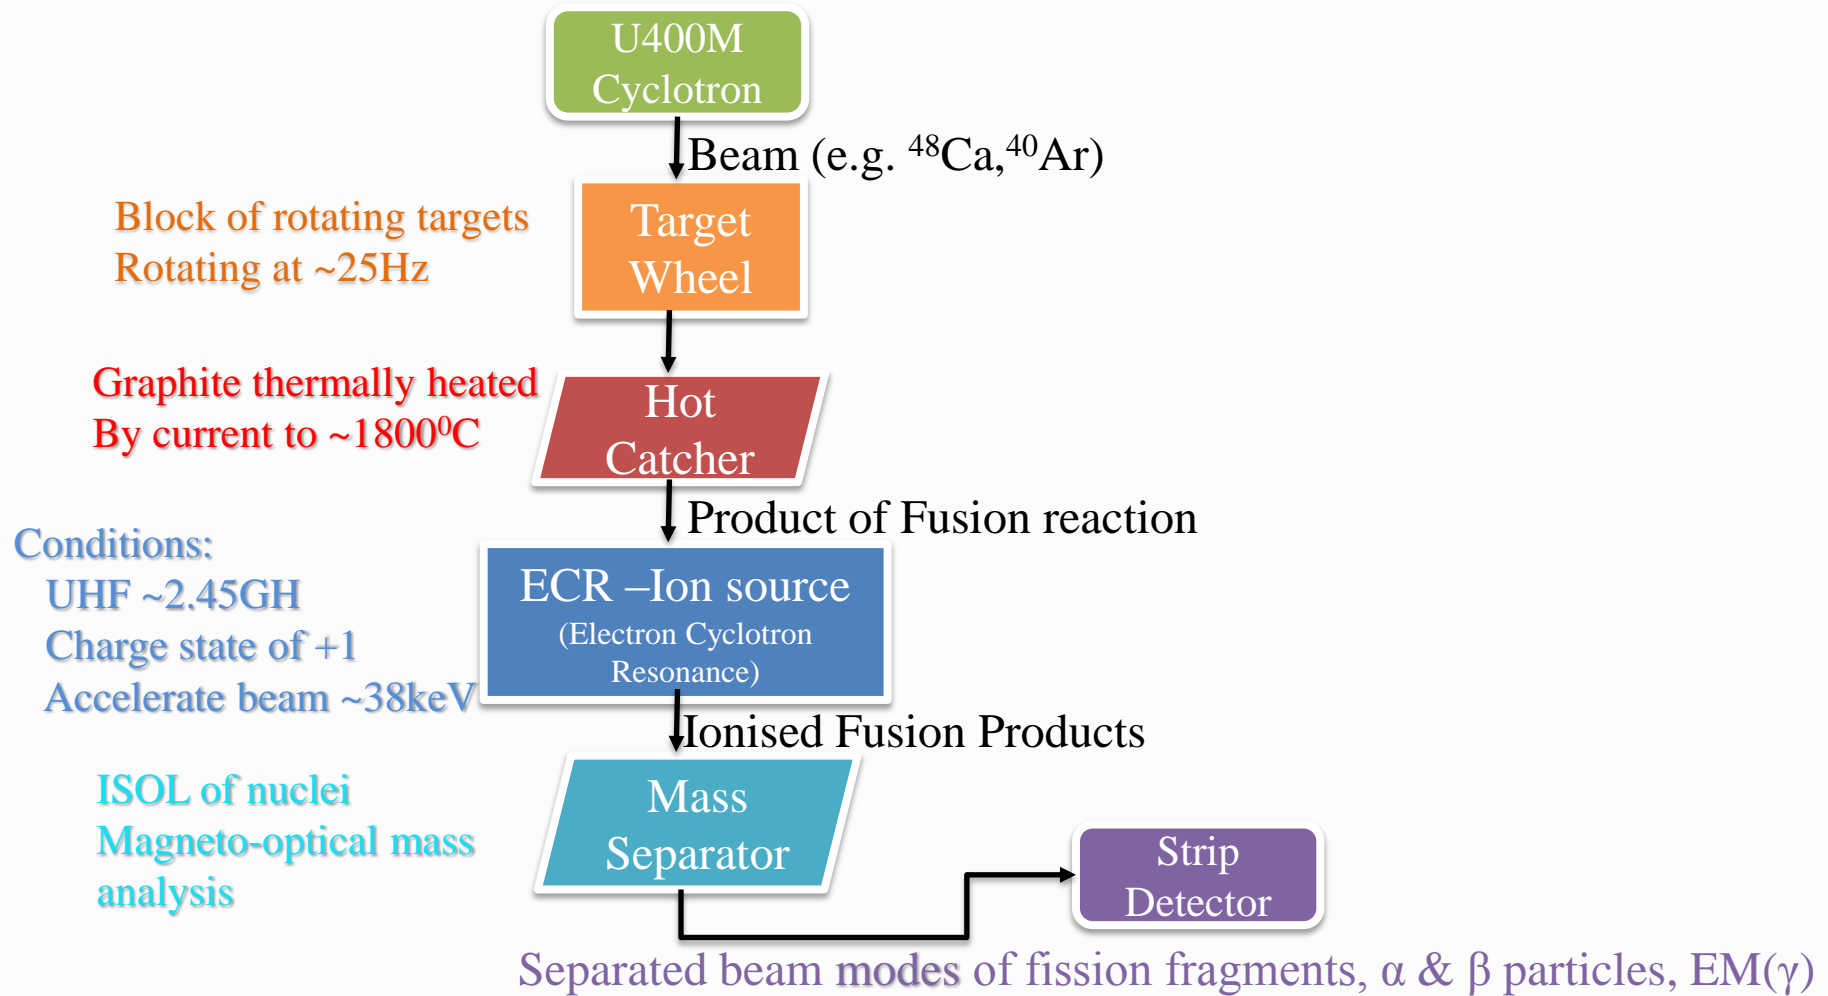 U400M
Cyclotron
Beam (e.g. ⁴⁸Ca,⁴⁰Ar)
Block of rotating targets
Rotating at ~25Hz
Target
Wheel
Graphite thermally heated
By current to ~1800⁰C
Hot
Catcher
Product of Fusion reaction
Conditions:
UHF ~2.45GH
Charge state of +1
Accelerate beam ~38keV
ECR –Ion source
(Electron Cyclotron
Resonance)
Ionised Fusion Products
ISOL of nuclei
Magneto-optical mass
analysis
Mass
Separator
Strip
Detector
Separated beam modes of fission fragments, α & β particles, EM(γ)